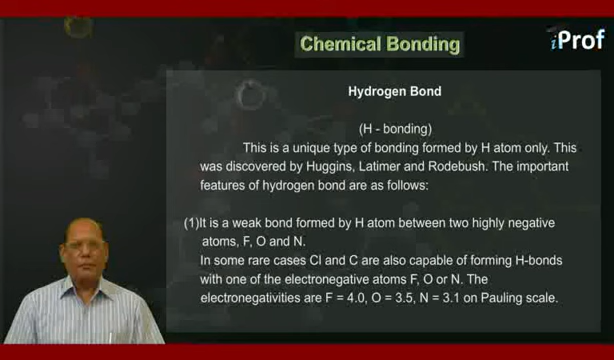 Chemical Bonding
iProf
Hydrogen Bond
(H - bonding)
This is a unique type of bonding formed by H atom only. This
was discovered by Huggins, Latimer and Rodebush. The important
features of hydrogen bond are as follows:
(1)It is a weak bond formed by H atom between two highly negative
atoms, F, O and N.
In some rare cases Cl and C are also capable of forming H-bonds
with one of the electronegative atoms F, O or N. The
electronegativities are F = 4.0, O = 3.5, N = 3.1 on Pauling scale.